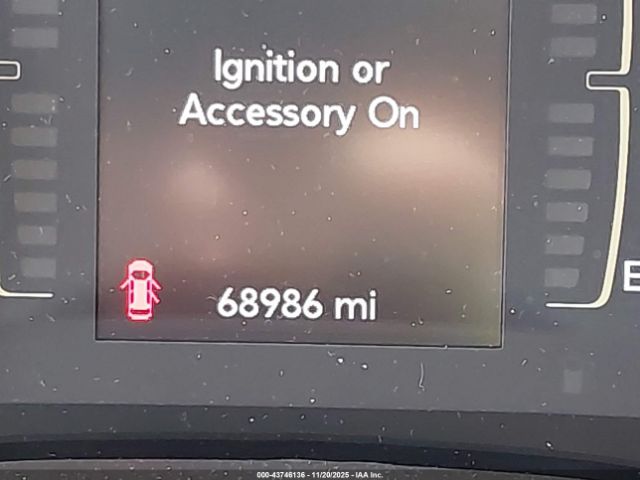 Ignition or
Accessory On
68986 mi
E
000-43746136 - 11/20/2025 - IAA Inc.